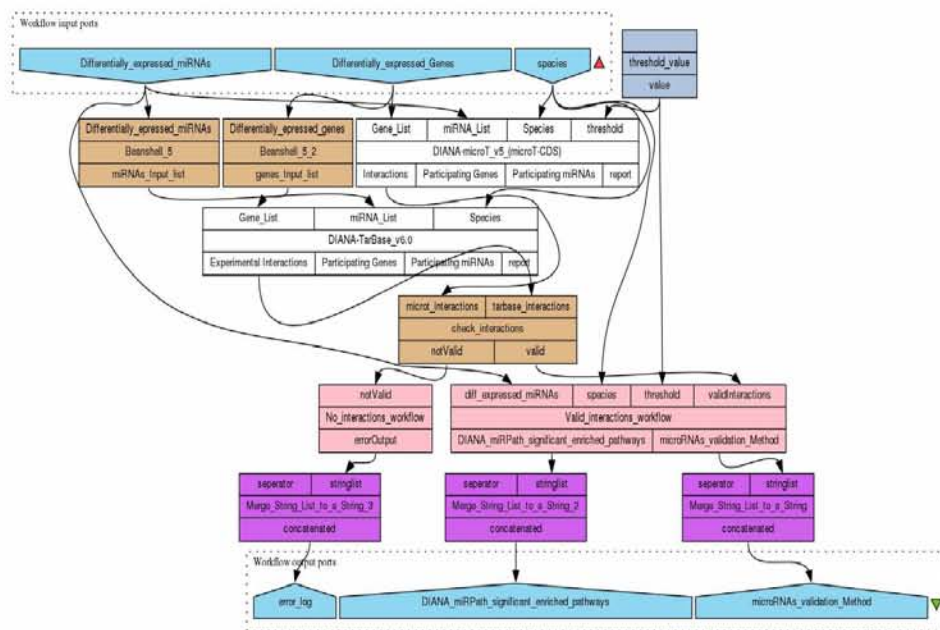 Workflow input ports
Differentially_expressed_miRNAs Differentially_expressed_Genes species
threshold_value
value
Differentially_epressed_miRNAs Differentially_epressed_genes Gene_List miRNA_List Species threshold
Beanshell_5 Beanshell_5_2 DIANA-microT_v5_(microT-CDS)
miRNAs_Input_list genes_Input_list Interactions Participating Genes Participating miRNAs report
Gene_List miRNA_List Species
DIANA-TarBase_v6.0
Experimental Interactions Participating Genes Participating miRNAs report
microt_interactions tarbase_interactions
check_interactions
notValid valid
notValid diff_expressed_miRNAs species threshold validInteractions
No_interactions_workflow Valid_interactions_workflow
errorOutput DIANA_miRPath_significant_enriched_pathways microRNAs_validation_Method
seperator stringlist seperator stringlist seperator stringlist
Merge_String_List_to_a_String_3 Merge_String_List_to_a_String_2 Merge_String_List_to_a_String
concatenated concatenated concatenated
Workflow output ports
error_log DIANA_miRPath_significant_enriched_pathways microRNAs_validation_Method